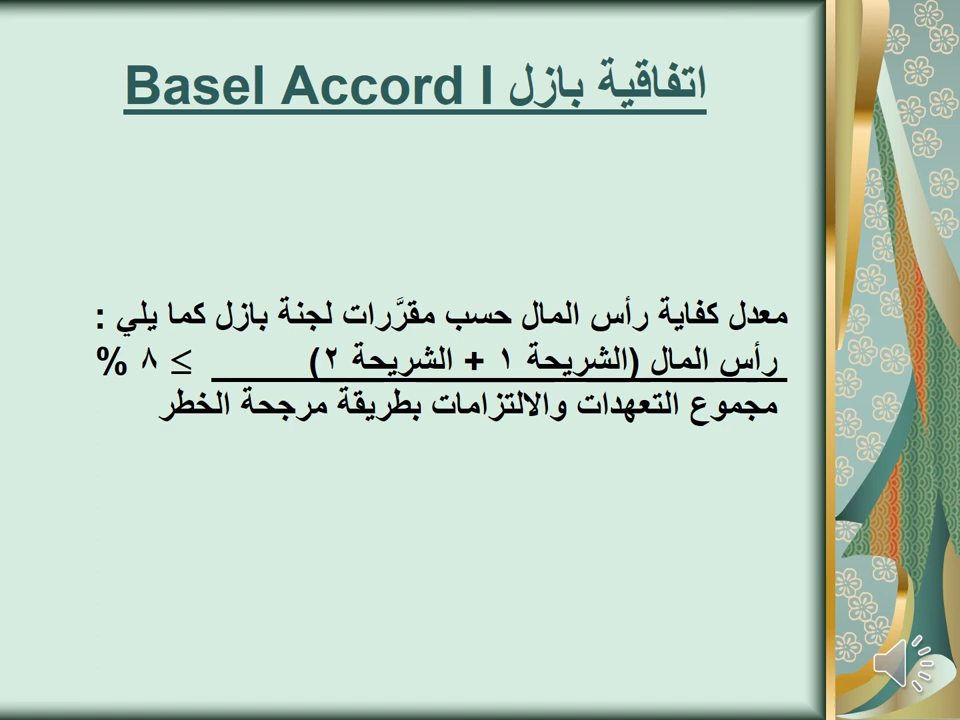 اتفاقية بازل Basel Accord I
معدل كفاية رأس المال حسب مقرَّرات لجنة بازل كما يلي :
رأس المال (الشريحة ١ + الشريحة ٢) ≥ ٨ %
مجموع التعهدات والالتزامات بطريقة مرجحة الخطر